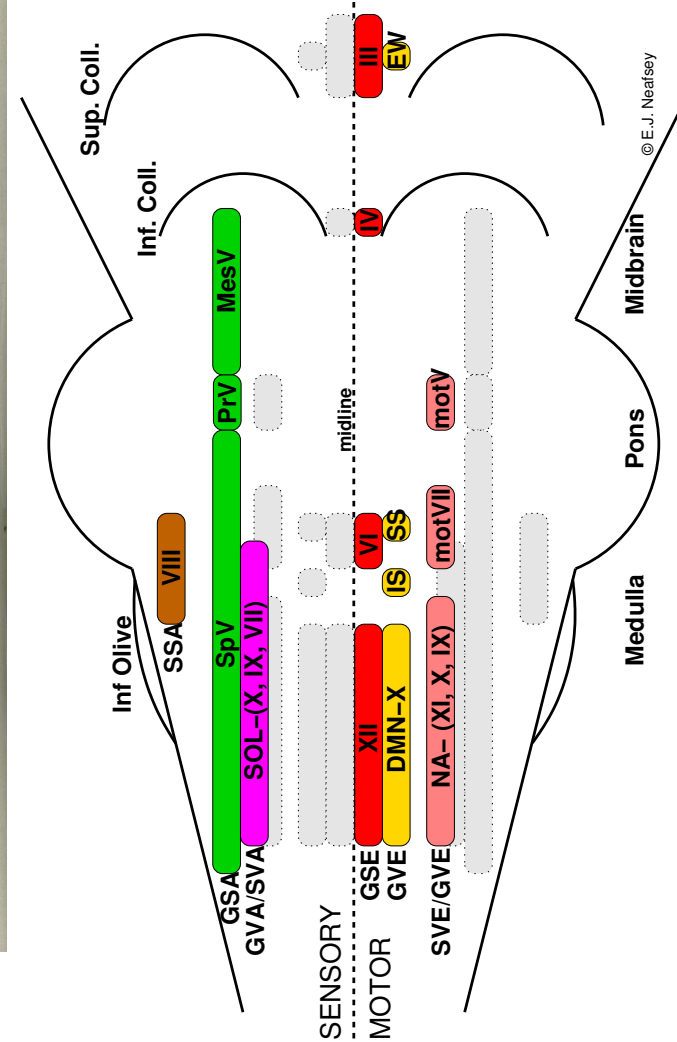 Sup. Coll.
Inf. Coll.
Inf Olive
SSA
VIII
GSA
SpV
PrV
MesV
GVA/SVA
SOL–(X, IX, VII)
SENSORY
midline
MOTOR
GSE
XII
VI
IV
III
GVE
DMN–X
IS
SS
EW
SVE/GVE
NA– (XI, X, IX)
motVII
motV
Medulla
Pons
Midbrain
© E.J. Neafsey